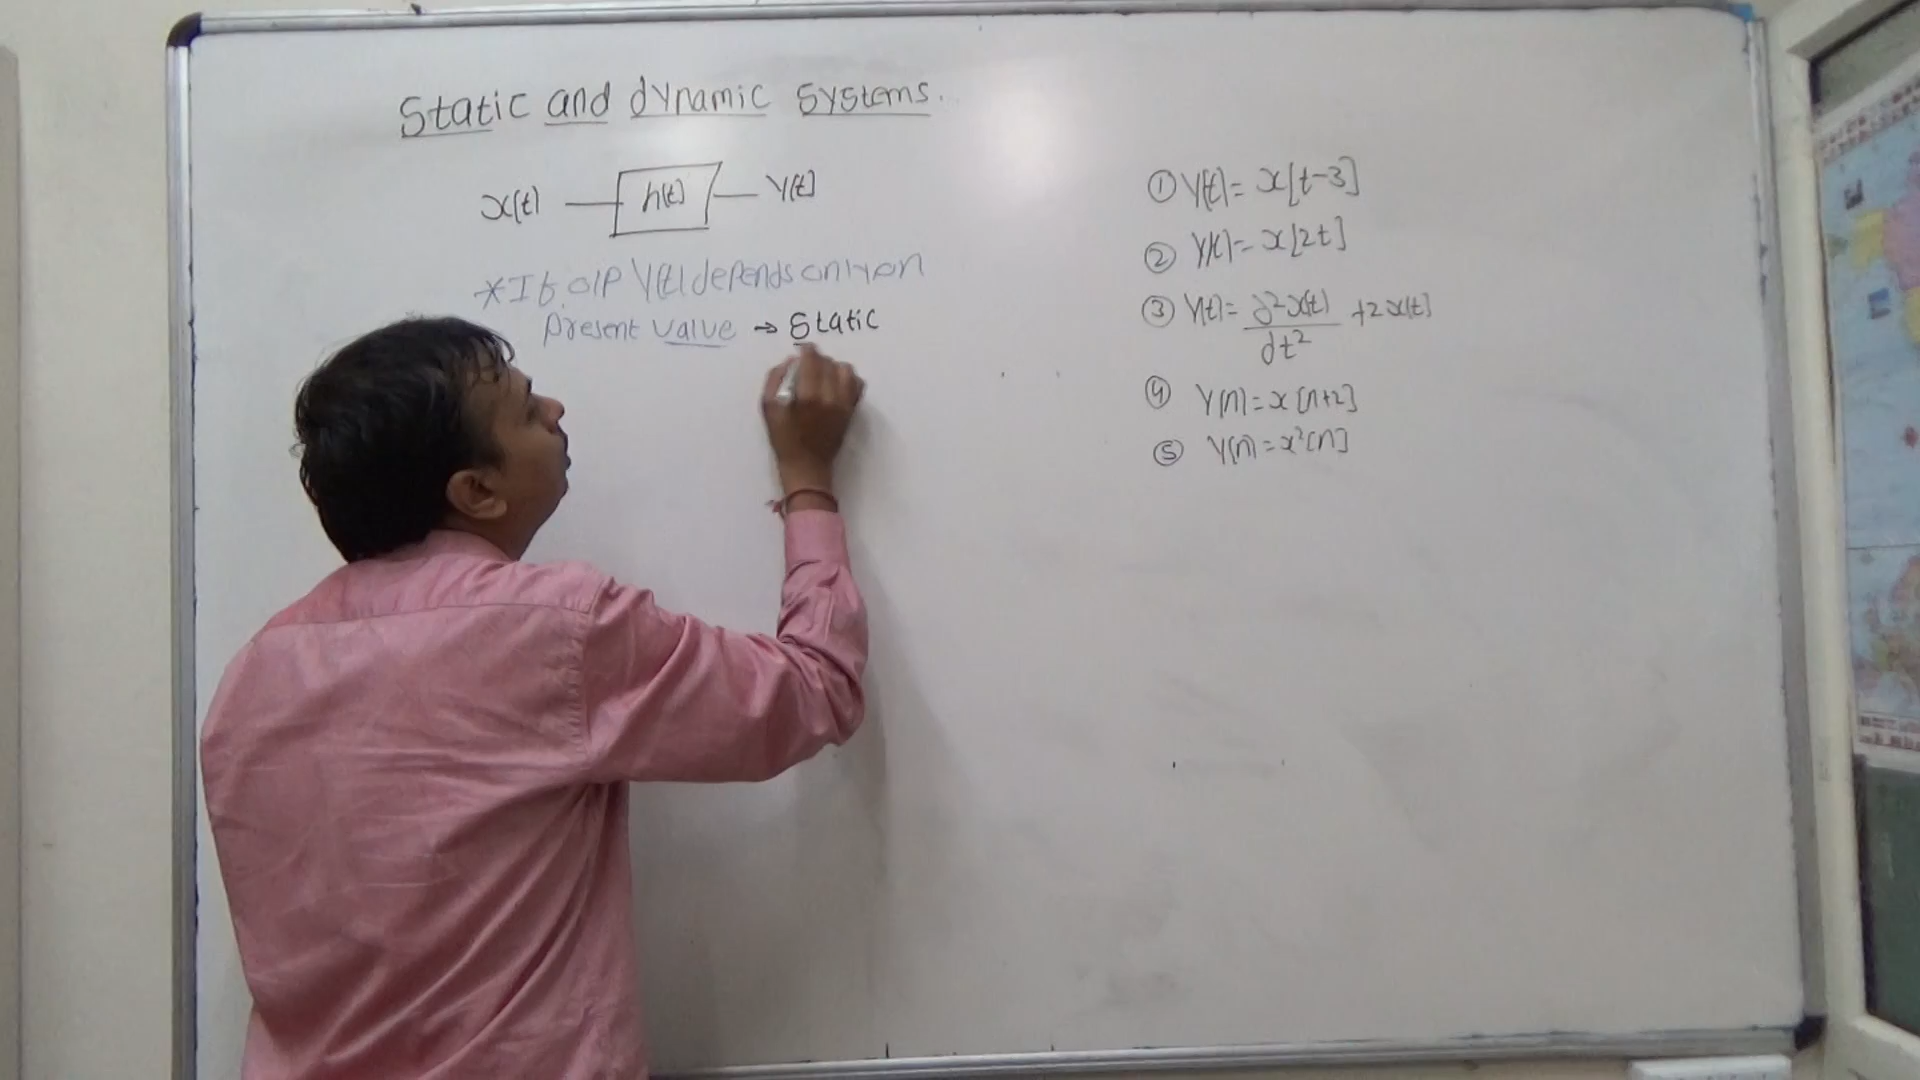 Static and dynamic systems.
x(t) h(t) y(t)
*If o/p y(t) depends only on
present value → Static
① y(t) = x[t-3]
② y(t) = x[2t]
③ y(t) = d²x(t)/dt² + 2x(t)
④ y[n] = x[n+2]
⑤ y[n] = x²[n]